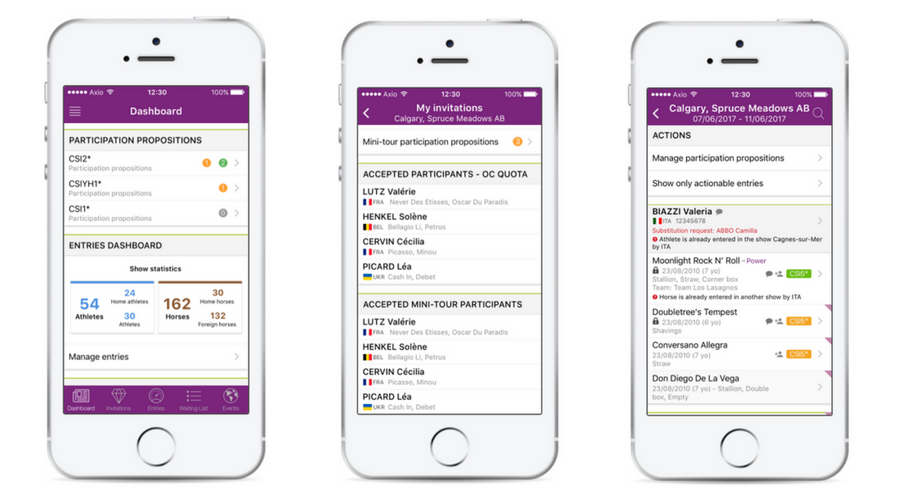 Axio 12:30 100%
Dashboard
PARTICIPATION PROPOSITIONS
CSI2*
Participation propositions
1 2
CSIYH1*
Participation propositions
1
CSI1*
Participation propositions
0
ENTRIES DASHBOARD
Show statistics
54
Athletes
24
Home athletes
30
Athletes
162
Horses
30
Home horses
132
Foreign horses
Manage entries
Dashboard Invitations Entries Waiting List Events
Axio 12:30 100%
My invitations
Calgary, Spruce Meadows AB
Mini-tour participation propositions 3
ACCEPTED PARTICIPANTS - OC QUOTA
LUTZ Valérie
FRA Never Des Etisses, Oscar Du Paradis
HENKEL Solène
BEL Bellagio Li, Petrus
CERVIN Cécilia
FRA Picasso, Minou
PICARD Léa
UKR Cash In, Debet
ACCEPTED MINI-TOUR PARTICIPANTS
LUTZ Valérie
FRA Never Des Etisses, Oscar Du Paradis
HENKEL Solène
BEL Bellagio Li, Petrus
CERVIN Cécilia
FRA Picasso, Minou
PICARD Léa
UKR Cash In, Debet
Axio 12:30 100%
Calgary, Spruce Meadows AB
07/06/2017 - 11/06/2017
ACTIONS
Manage participation propositions
Show only actionable entries
BIAZZI Valeria
ITA 12345678
Substitution request: ABBO Camilla
Athlete is already entered in the show Cagnes-sur-Mer
by ITA
Moonlight Rock N' Roll - Power
23/08/2010 (7 yo)
CSI5*
Stallion, Straw, Corner box
Team: Team Los Lasagnos
Horse is already entered in another show by ITA
Doubletree's Tempest
23/08/2010 (6 yo)
CSI5*
Shavings
Conversano Allegra
23/08/2010 (7 yo)
CSI5*
Straw
Don Diego De La Vega
23/08/2010 (7 yo) - Stallion, Double
box, Empty